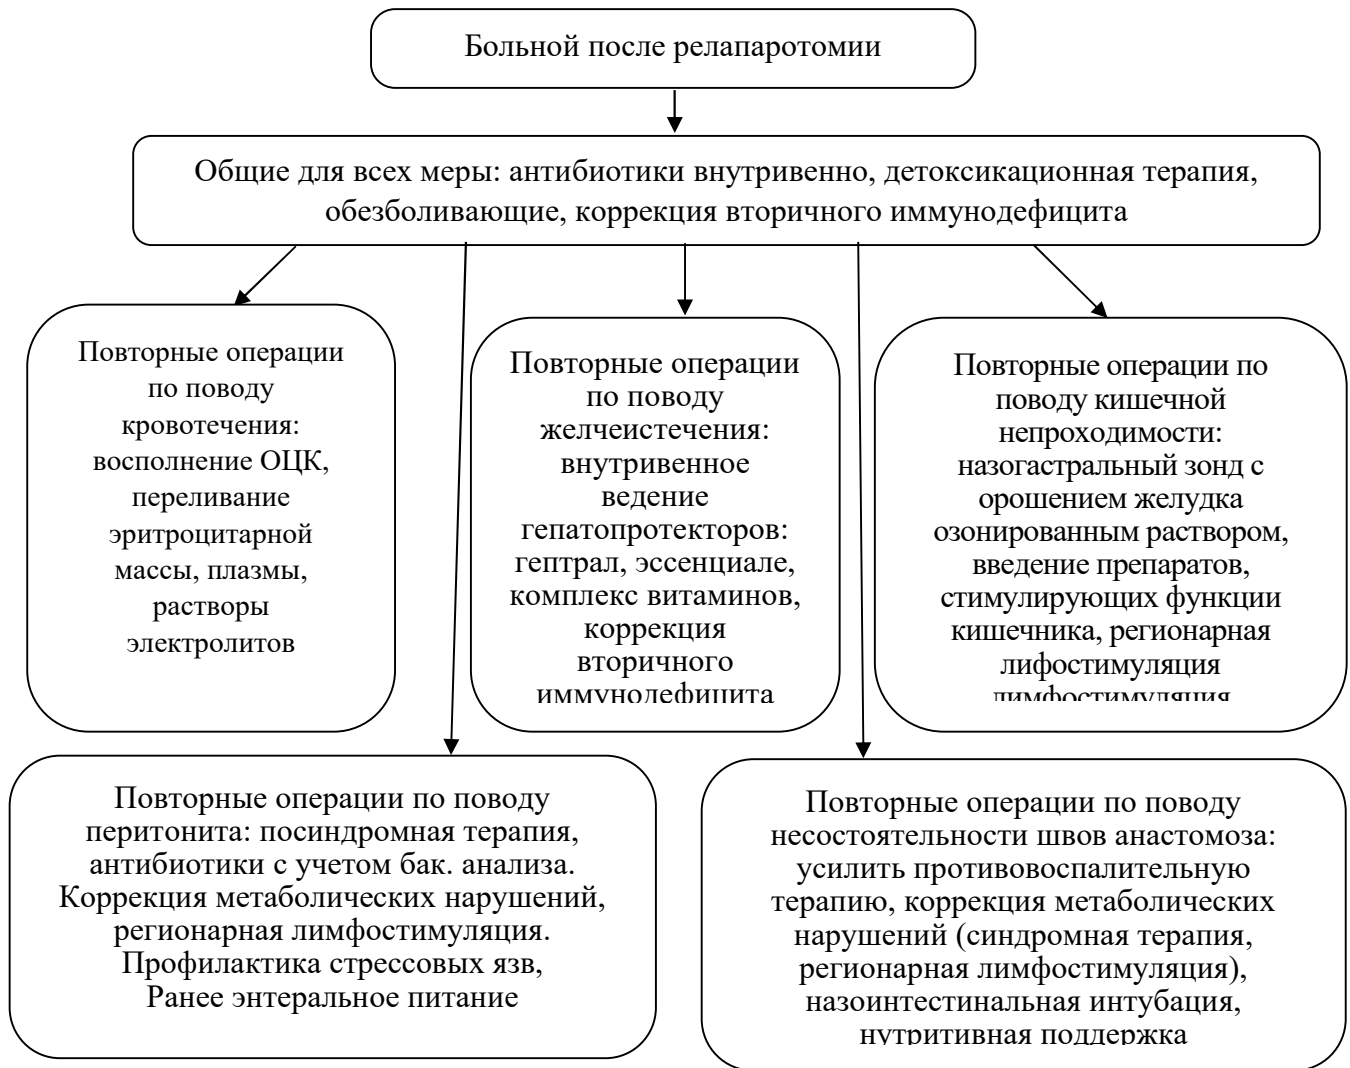 Больной после релапаротомии
Общие для всех меры: антибиотики внутривенно, детоксикационная терапия,
обезболивающие, коррекция вторичного иммунодефицита
Повторные операции
по поводу
кровотечения:
восполнение ОЦК,
переливание
эритроцитарной
массы, плазмы,
растворы
электролитов
Повторные операции
по поводу
желчеистечения:
внутривенное
ведение
гепатопротекторов:
гептрал, эссенциале,
комплекс витаминов,
коррекция
вторичного
иммунодефицита
Повторные операции по
поводу кишечной
непроходимости:
назогастральный зонд с
орошением желудка
озонированным раствором,
введение препаратов,
стимулирующих функции
кишечника, регионарная
лифостимуляция
лимфостимуляция
Повторные операции по поводу
перитонита: посиндромная терапия,
антибиотики с учетом бак. анализа.
Коррекция метаболических нарушений,
регионарная лимфостимуляция.
Профилактика стрессовых язв,
Ранее энтеральное питание
Повторные операции по поводу
несостоятельности швов анастомоза:
усилить противовоспалительную
терапию, коррекция метаболических
нарушений (синдромная терапия,
регионарная лимфостимуляция),
назоинтестинальная интубация,
нутритивная поддержка